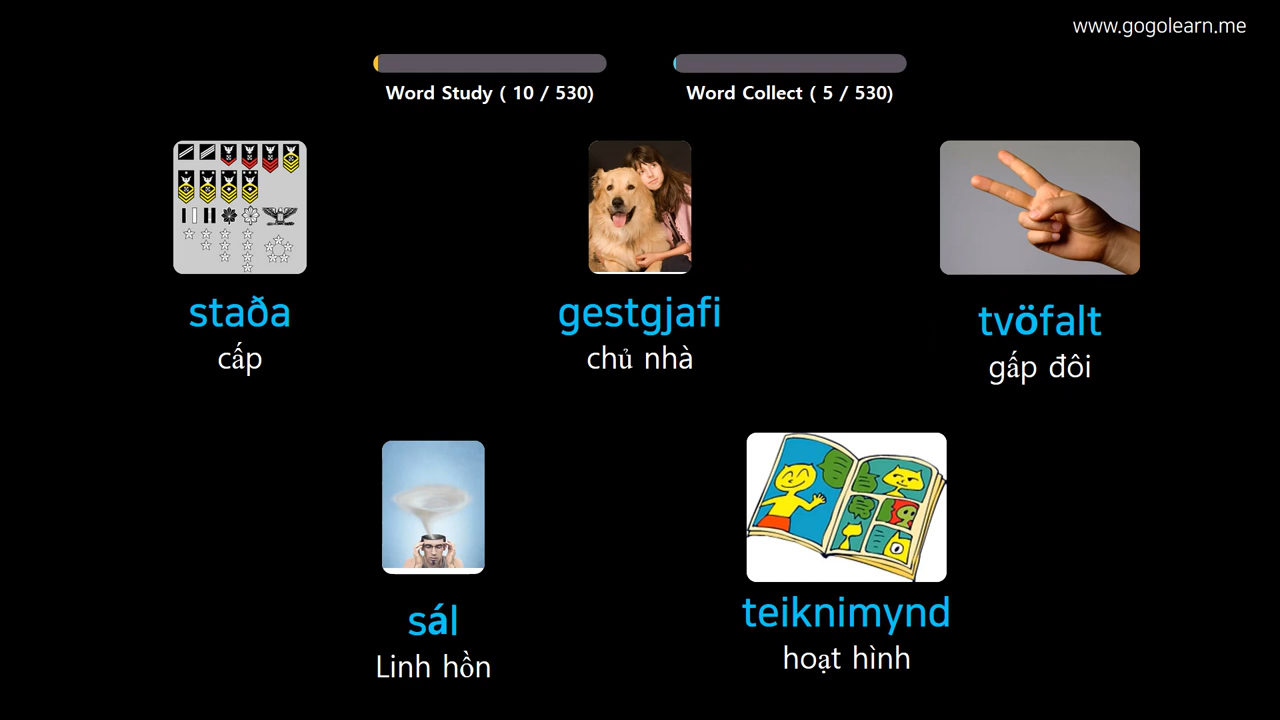 www.gogolearn.me
Word Study ( 10 / 530)
Word Collect ( 5 / 530)
staða
cấp
gestgjafi
chủ nhà
tvöfalt
gấp đôi
sál
Linh hồn
teiknimynd
hoạt hình